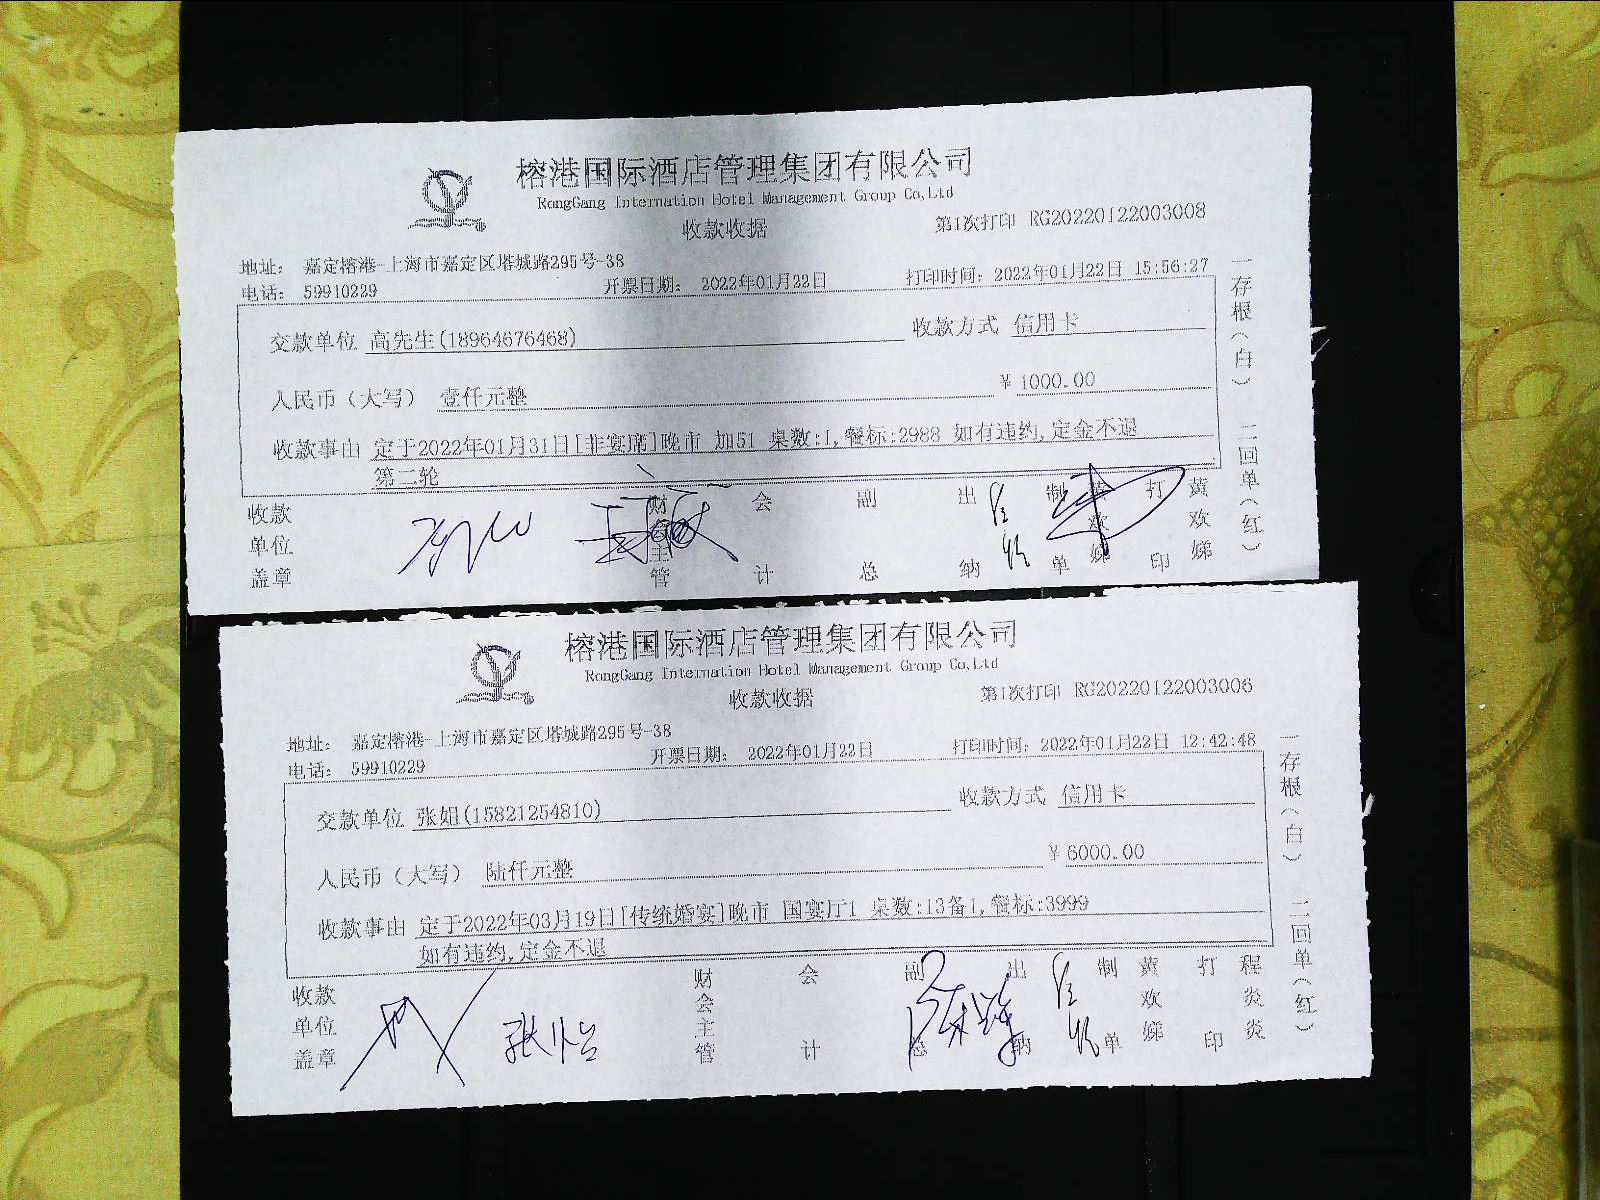 榕港国际酒店管理集团有限公司
RongGang Internation Hotel Management Group Co,Ltd
收款收据
第1次打印 RG20220122003008
地址： 嘉定榕港-上海市嘉定区塔城路295号-38
电话： 59910229 开票日期： 2022年01月22日 打印时间：2022年01月22日 15:56:27
交款单位 高先生(18964676468) 收款方式 信用卡
人民币（大写） 壹仟元整 ¥ 1000.00
收款事由 定于2022年01月31日[非宴席]晚市 加51 桌数:1,餐标:2988 如有违约,定金不退
第二轮
收款单位盖章 财会主管 会计 副总 出纳 制单 黄欢娣 打印 黄欢娣
一存根（白） 二回单（红）
榕港国际酒店管理集团有限公司
RongGang Internation Hotel Management Group Co,Ltd
收款收据
第1次打印 RG20220122003006
地址： 嘉定榕港-上海市嘉定区塔城路295号-38
电话： 59910229 开票日期： 2022年01月22日 打印时间：2022年01月22日 12:42:48
交款单位 张姐(15821254810) 收款方式 信用卡
人民币（大写） 陆仟元整 ¥ 6000.00
收款事由 定于2022年03月19日[传统婚宴]晚市 国宴厅1 桌数:13备1,餐标:3999
如有违约,定金不退
收款单位盖章 张怡 财会主管 会计 副总 出纳 制单 黄欢娣 打印 程炎炎
一存根（白） 二回单（红）